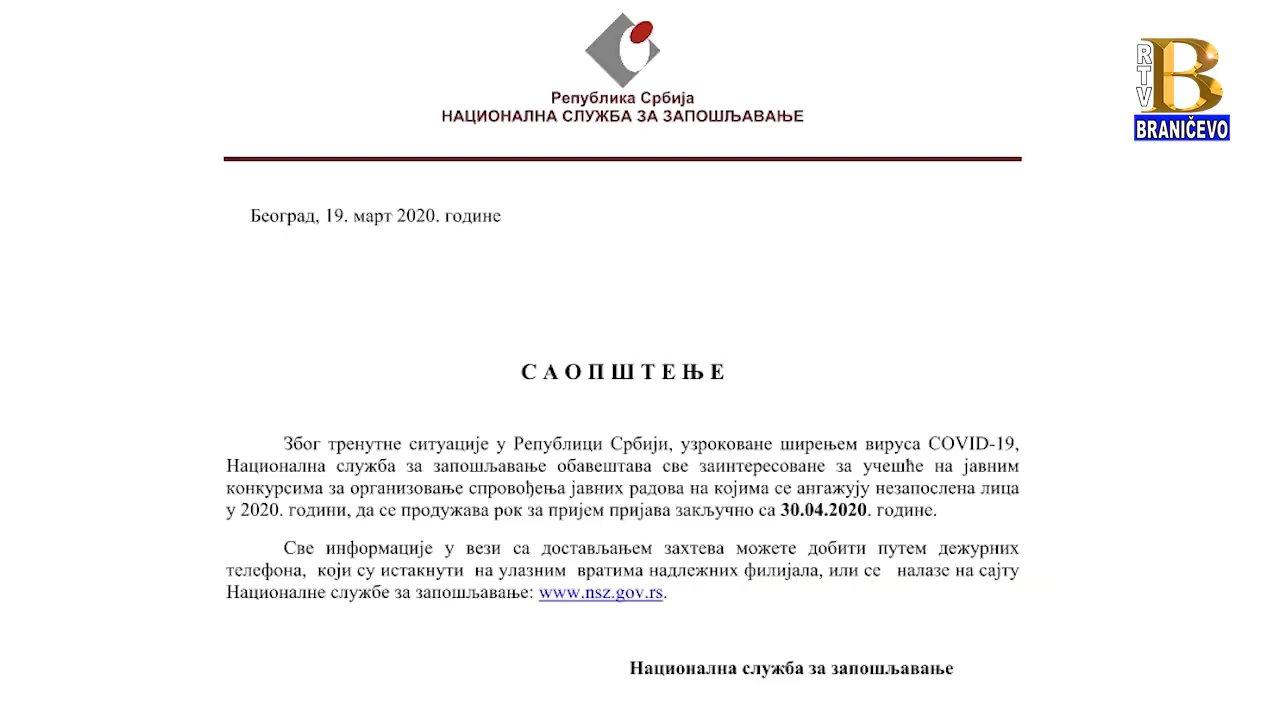 Република Србија
НАЦИОНАЛНА СЛУЖБА ЗА ЗАПОШЉАВАЊЕ
RTV
B
BRANIČEVO
Београд, 19. март 2020. године
С А О П Ш Т Е Њ Е
Због тренутне ситуације у Републици Србији, узроковане ширењем вируса COVID-19,
Национална служба за запошљавање обавештава све заинтересоване за учешће на јавним
конкурсима за организовање спровођења јавних радова на којима се ангажују незапослена лица
у 2020. години, да се продужава рок за пријем пријава закључно са 30.04.2020. године.
Све информације у вези са достављањем захтева можете добити путем дежурних
телефона, који су истакнути на улазним вратима надлежних филијала, или се налазе на сајту
Националне службе за запошљавање: www.nsz.gov.rs.
Национална служба за запошљавање